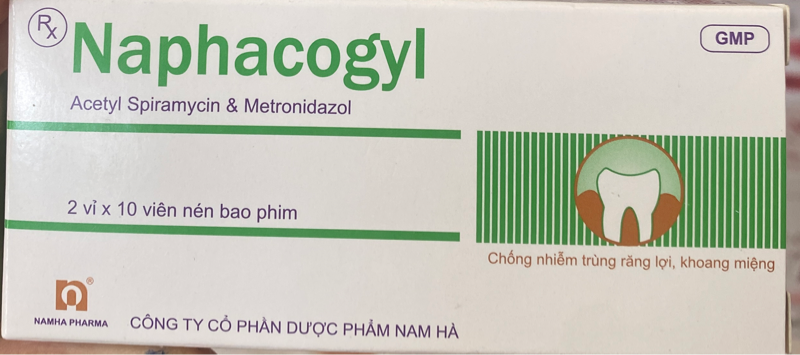 Rx
Naphacogyl
GMP
Acetyl Spiramycin & Metronidazol
2 vỉ x 10 viên nén bao phim
Chống nhiễm trùng răng lợi, khoang miệng
n ®
NAMHA PHARMA
CÔNG TY CỔ PHẦN DƯỢC PHẨM NAM HÀ